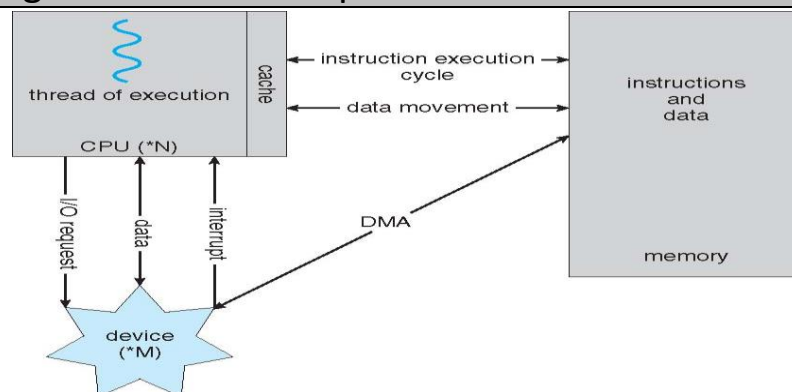 thread of execution
cache
CPU (*N)
instruction execution
cycle
data movement
instructions
and
data
memory
I/O request
data
interrupt
DMA
device
(*M)